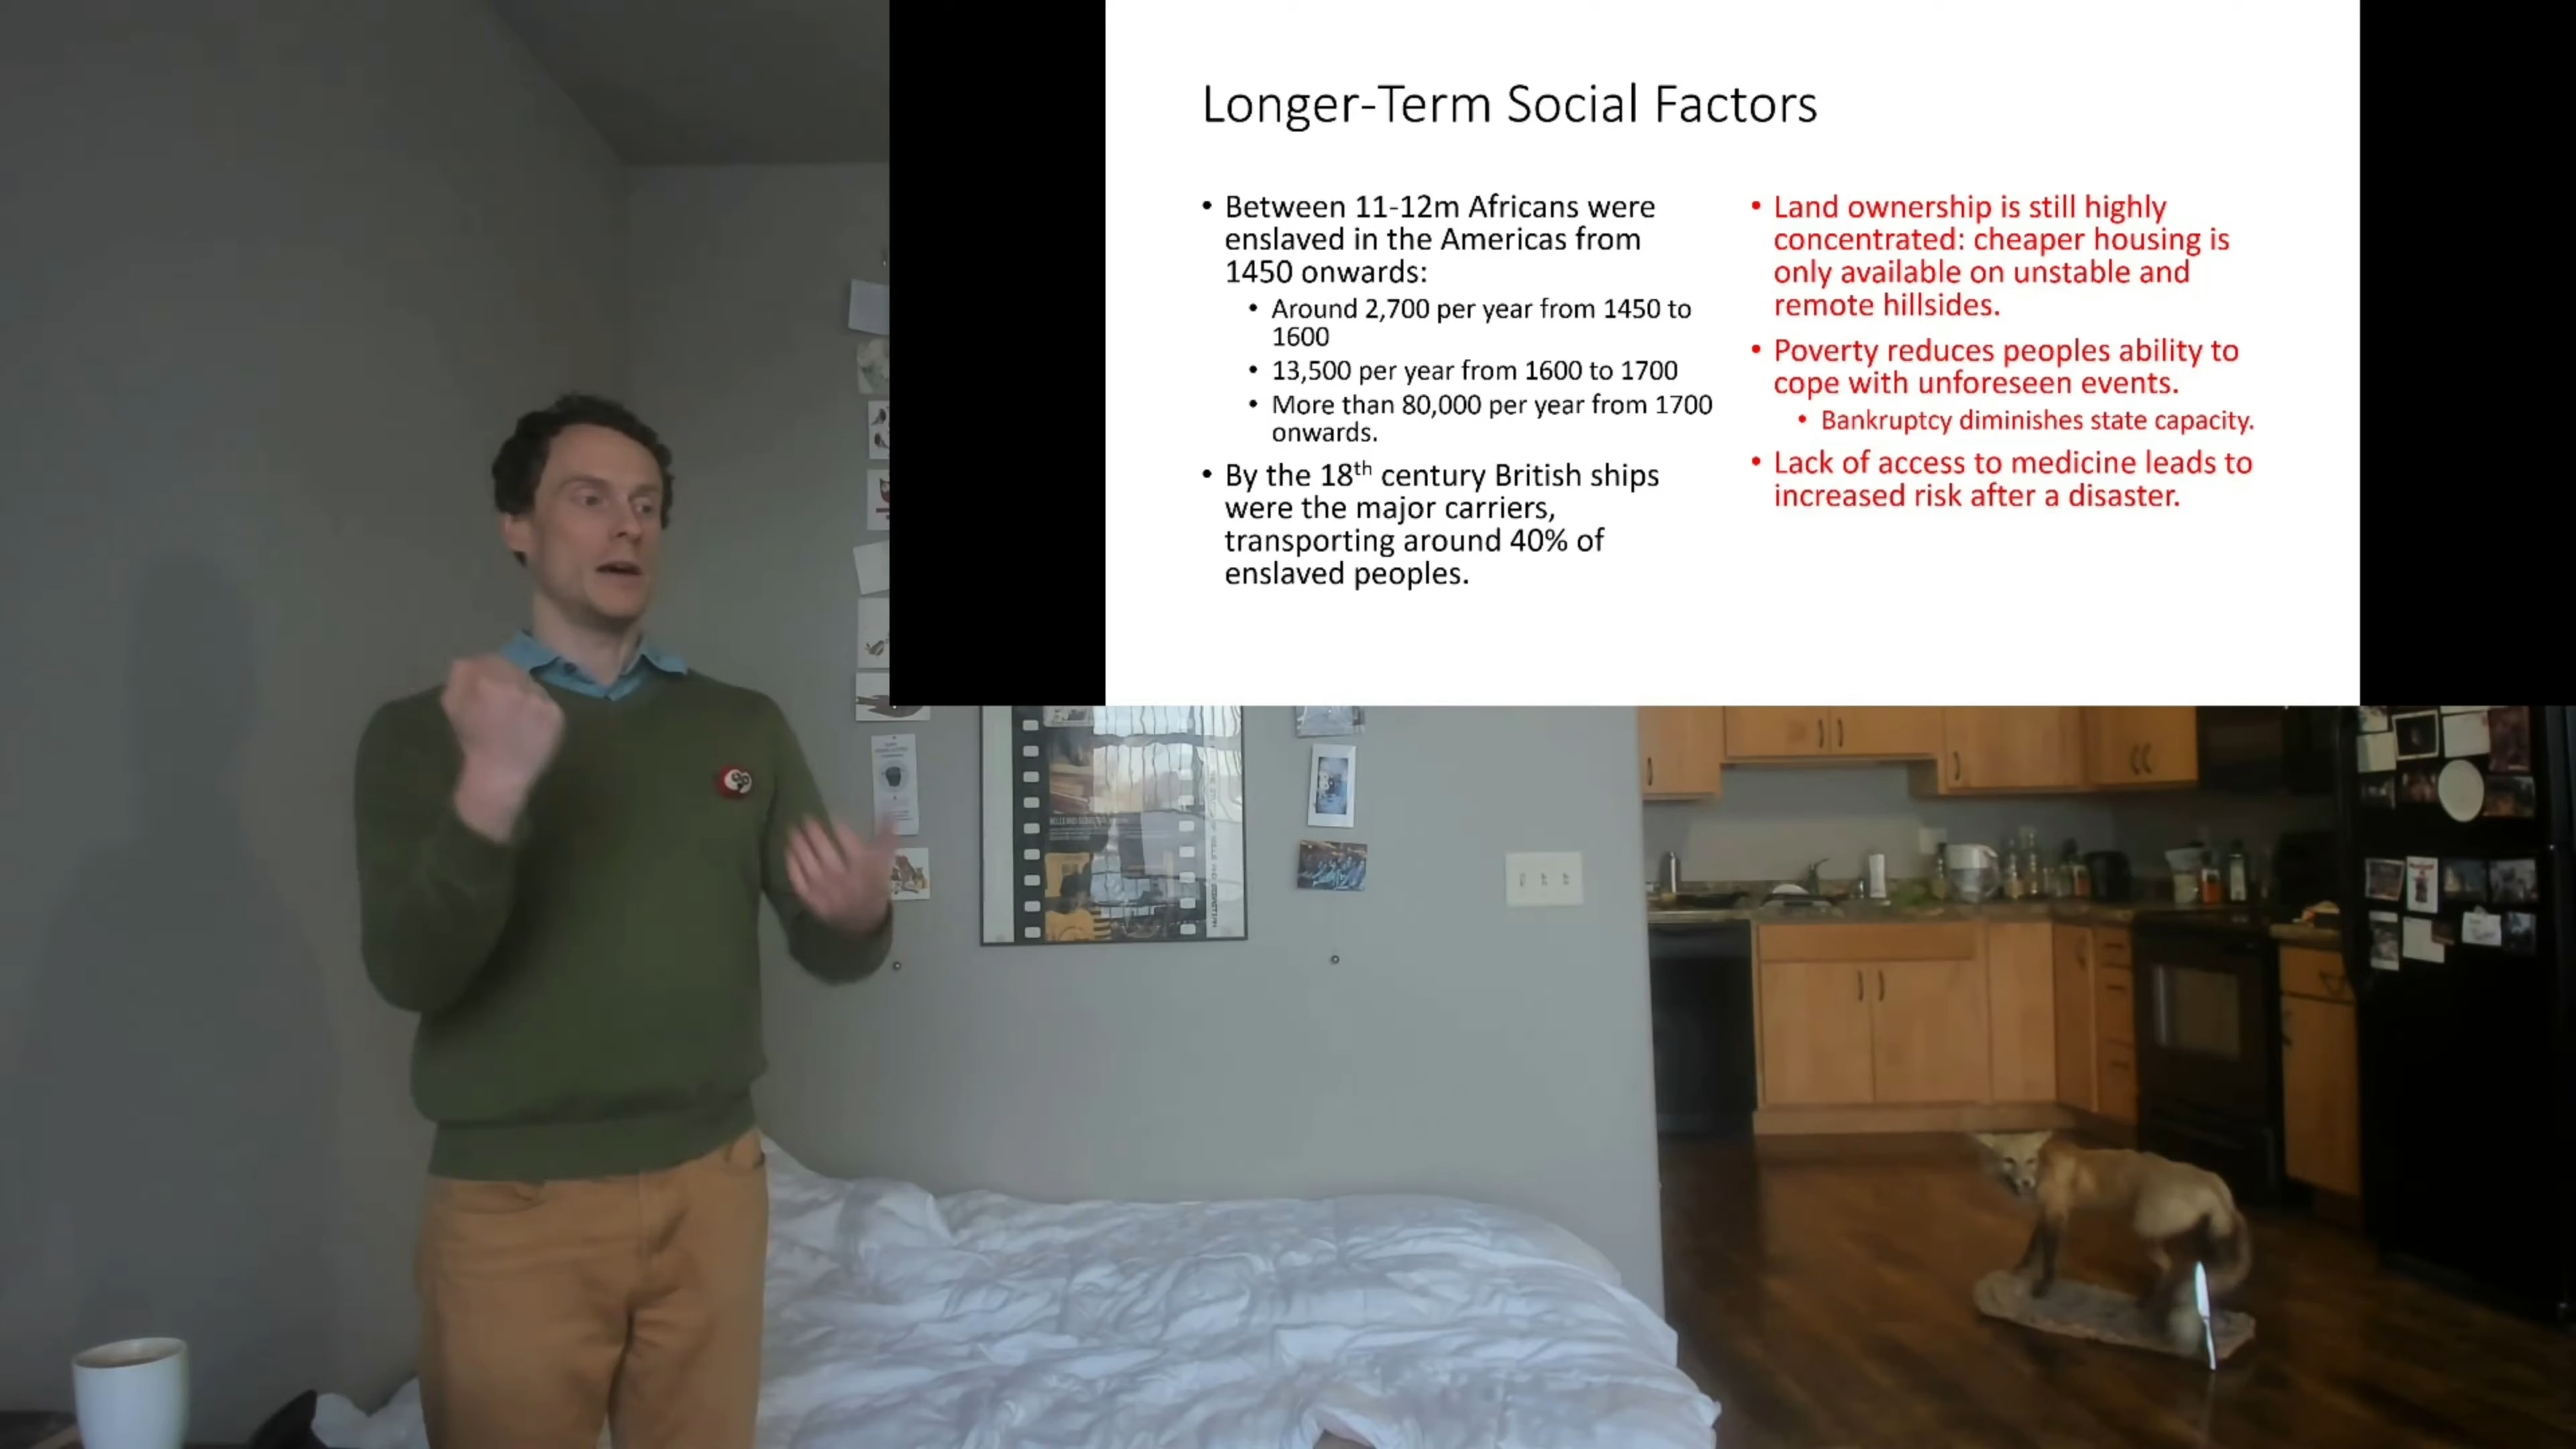 Longer-Term Social Factors
• Between 11-12m Africans were
enslaved in the Americas from
1450 onwards:
• Around 2,700 per year from 1450 to
1600
• 13,500 per year from 1600 to 1700
• More than 80,000 per year from 1700
onwards.
• By the 18th century British ships
were the major carriers,
transporting around 40% of
enslaved peoples.
• Land ownership is still highly
concentrated: cheaper housing is
only available on unstable and
remote hillsides.
• Poverty reduces peoples ability to
cope with unforeseen events.
• Bankruptcy diminishes state capacity.
• Lack of access to medicine leads to
increased risk after a disaster.